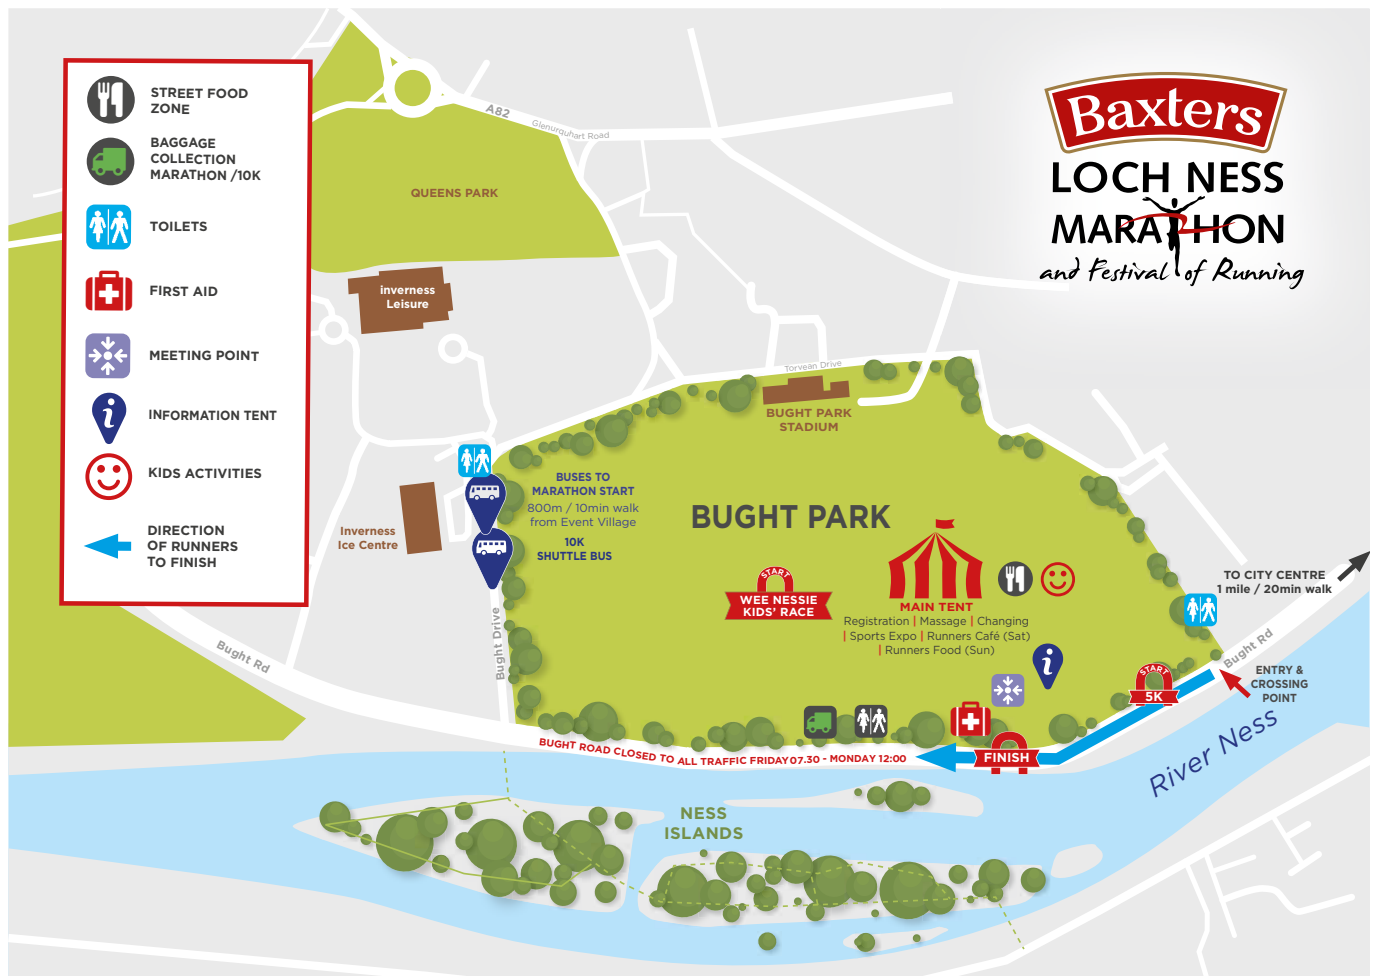 STREET FOOD
ZONE
BAGGAGE
COLLECTION
MARATHON /10K
TOILETS
FIRST AID
MEETING POINT
i
INFORMATION TENT
KIDS ACTIVITIES
DIRECTION
OF RUNNERS
TO FINISH
Baxters
LOCH NESS
MARATHON
and Festival of Running
A82
Glenurquhart Road
QUEENS PARK
inverness
Leisure
Torvean Drive
BUGHT PARK
STADIUM
BUSES TO
MARATHON START
800m / 10min walk
from Event Village
10K
SHUTTLE BUS
Inverness
Ice Centre
BUGHT PARK
START
WEE NESSIE
KIDS' RACE
MAIN TENT
Registration | Massage | Changing
| Sports Expo | Runners Café (Sat)
| Runners Food (Sun)
i
TO CITY CENTRE
1 mile / 20min walk
Bught Rd
ENTRY &
CROSSING
POINT
START
5K
FINISH
Bught Drive
Bught Rd
BUGHT ROAD CLOSED TO ALL TRAFFIC FRIDAY 07.30 - MONDAY 12:00
River Ness
NESS
ISLANDS